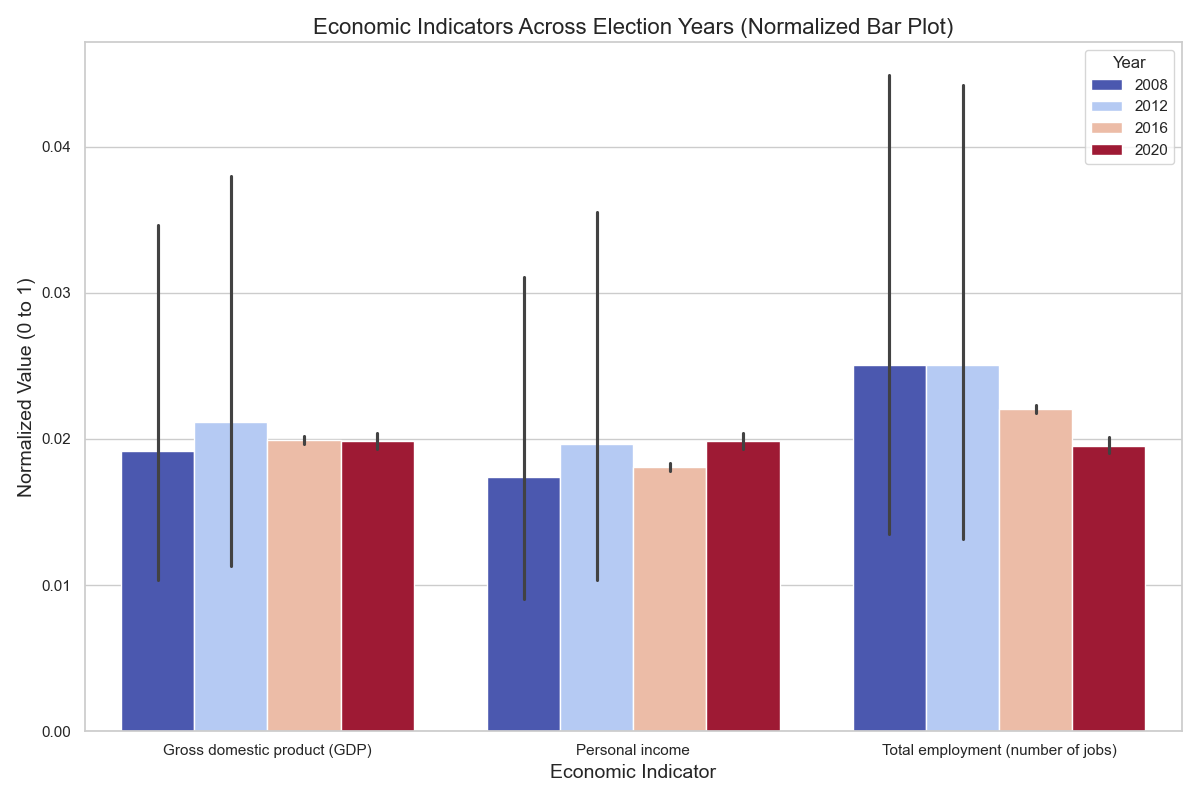 Economic Indicators Across Election Years (Normalized Bar Plot)
Year
2008
2012
2016
2020
Normalized Value (0 to 1)
0.04
0.03
0.02
0.01
0.00
Gross domestic product (GDP)
Personal income
Total employment (number of jobs)
Economic Indicator